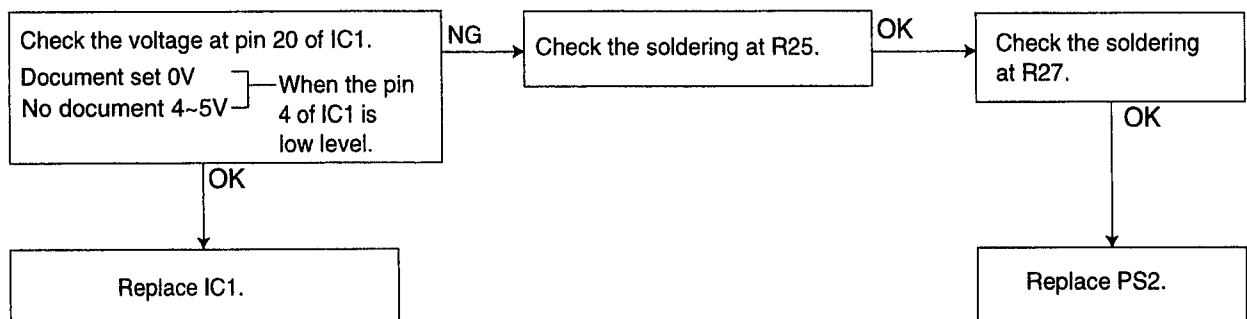 Check the voltage at pin 20 of IC1.
Document set 0V
No document 4~5V
When the pin
4 of IC1 is
low level.
NG
Check the soldering at R25.
OK
Check the soldering
at R27.
OK
OK
Replace IC1.
Replace PS2.